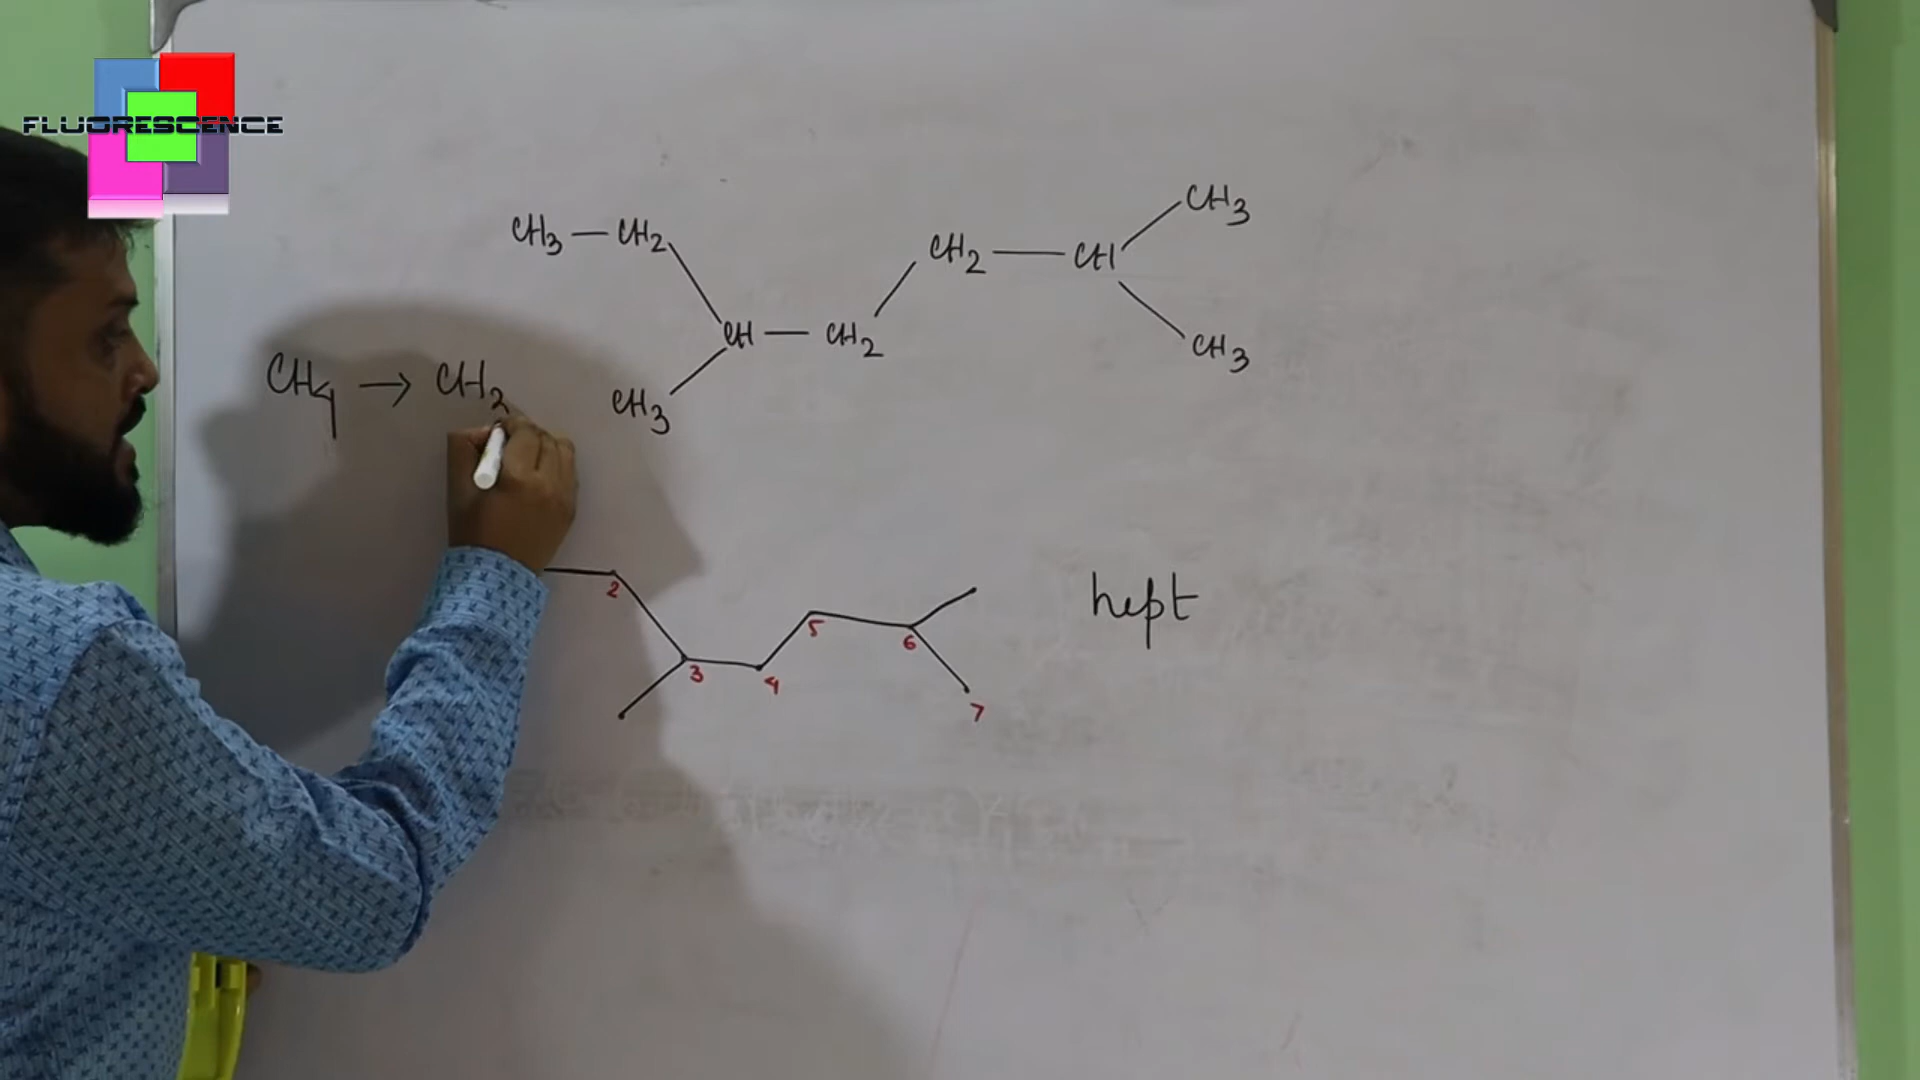 FLUORESCENCE
CH3
CH3 — CH2
CH2 — CH
CH — CH2
CH3
CH4 → CH2
CH3
2
hept
5
6
3
4
7